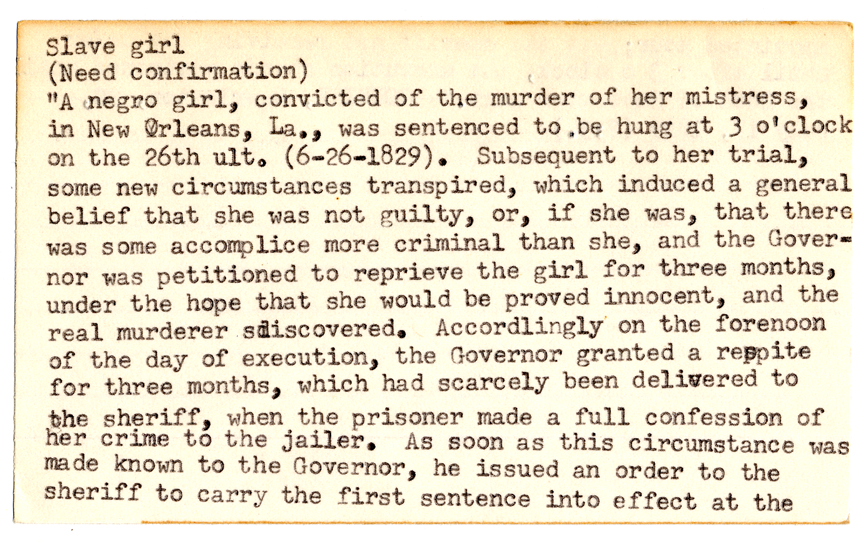 Slave girl
(Need confirmation)
"A negro girl, convicted of the murder of her mistress,
in New Orleans, La., was sentenced to be hung at 3 o'clock
on the 26th ult. (6-26-1829).  Subsequent to her trial,
some new circumstances transpired, which induced a general
belief that she was not guilty, or, if she was, that there
was some accomplice more criminal than she, and the Gover-
nor was petitioned to reprieve the girl for three months,
under the hope that she would be proved innocent, and the
real murderer sdiscovered.  Accordlingly on the forenoon
of the day of execution, the Governor granted a respite
for three months, which had scarcely been delivered to
the sheriff, when the prisoner made a full confession of
her crime to the jailer.  As soon as this circumstance was
made known to the Governor, he issued an order to the
sheriff to carry the first sentence into effect at the